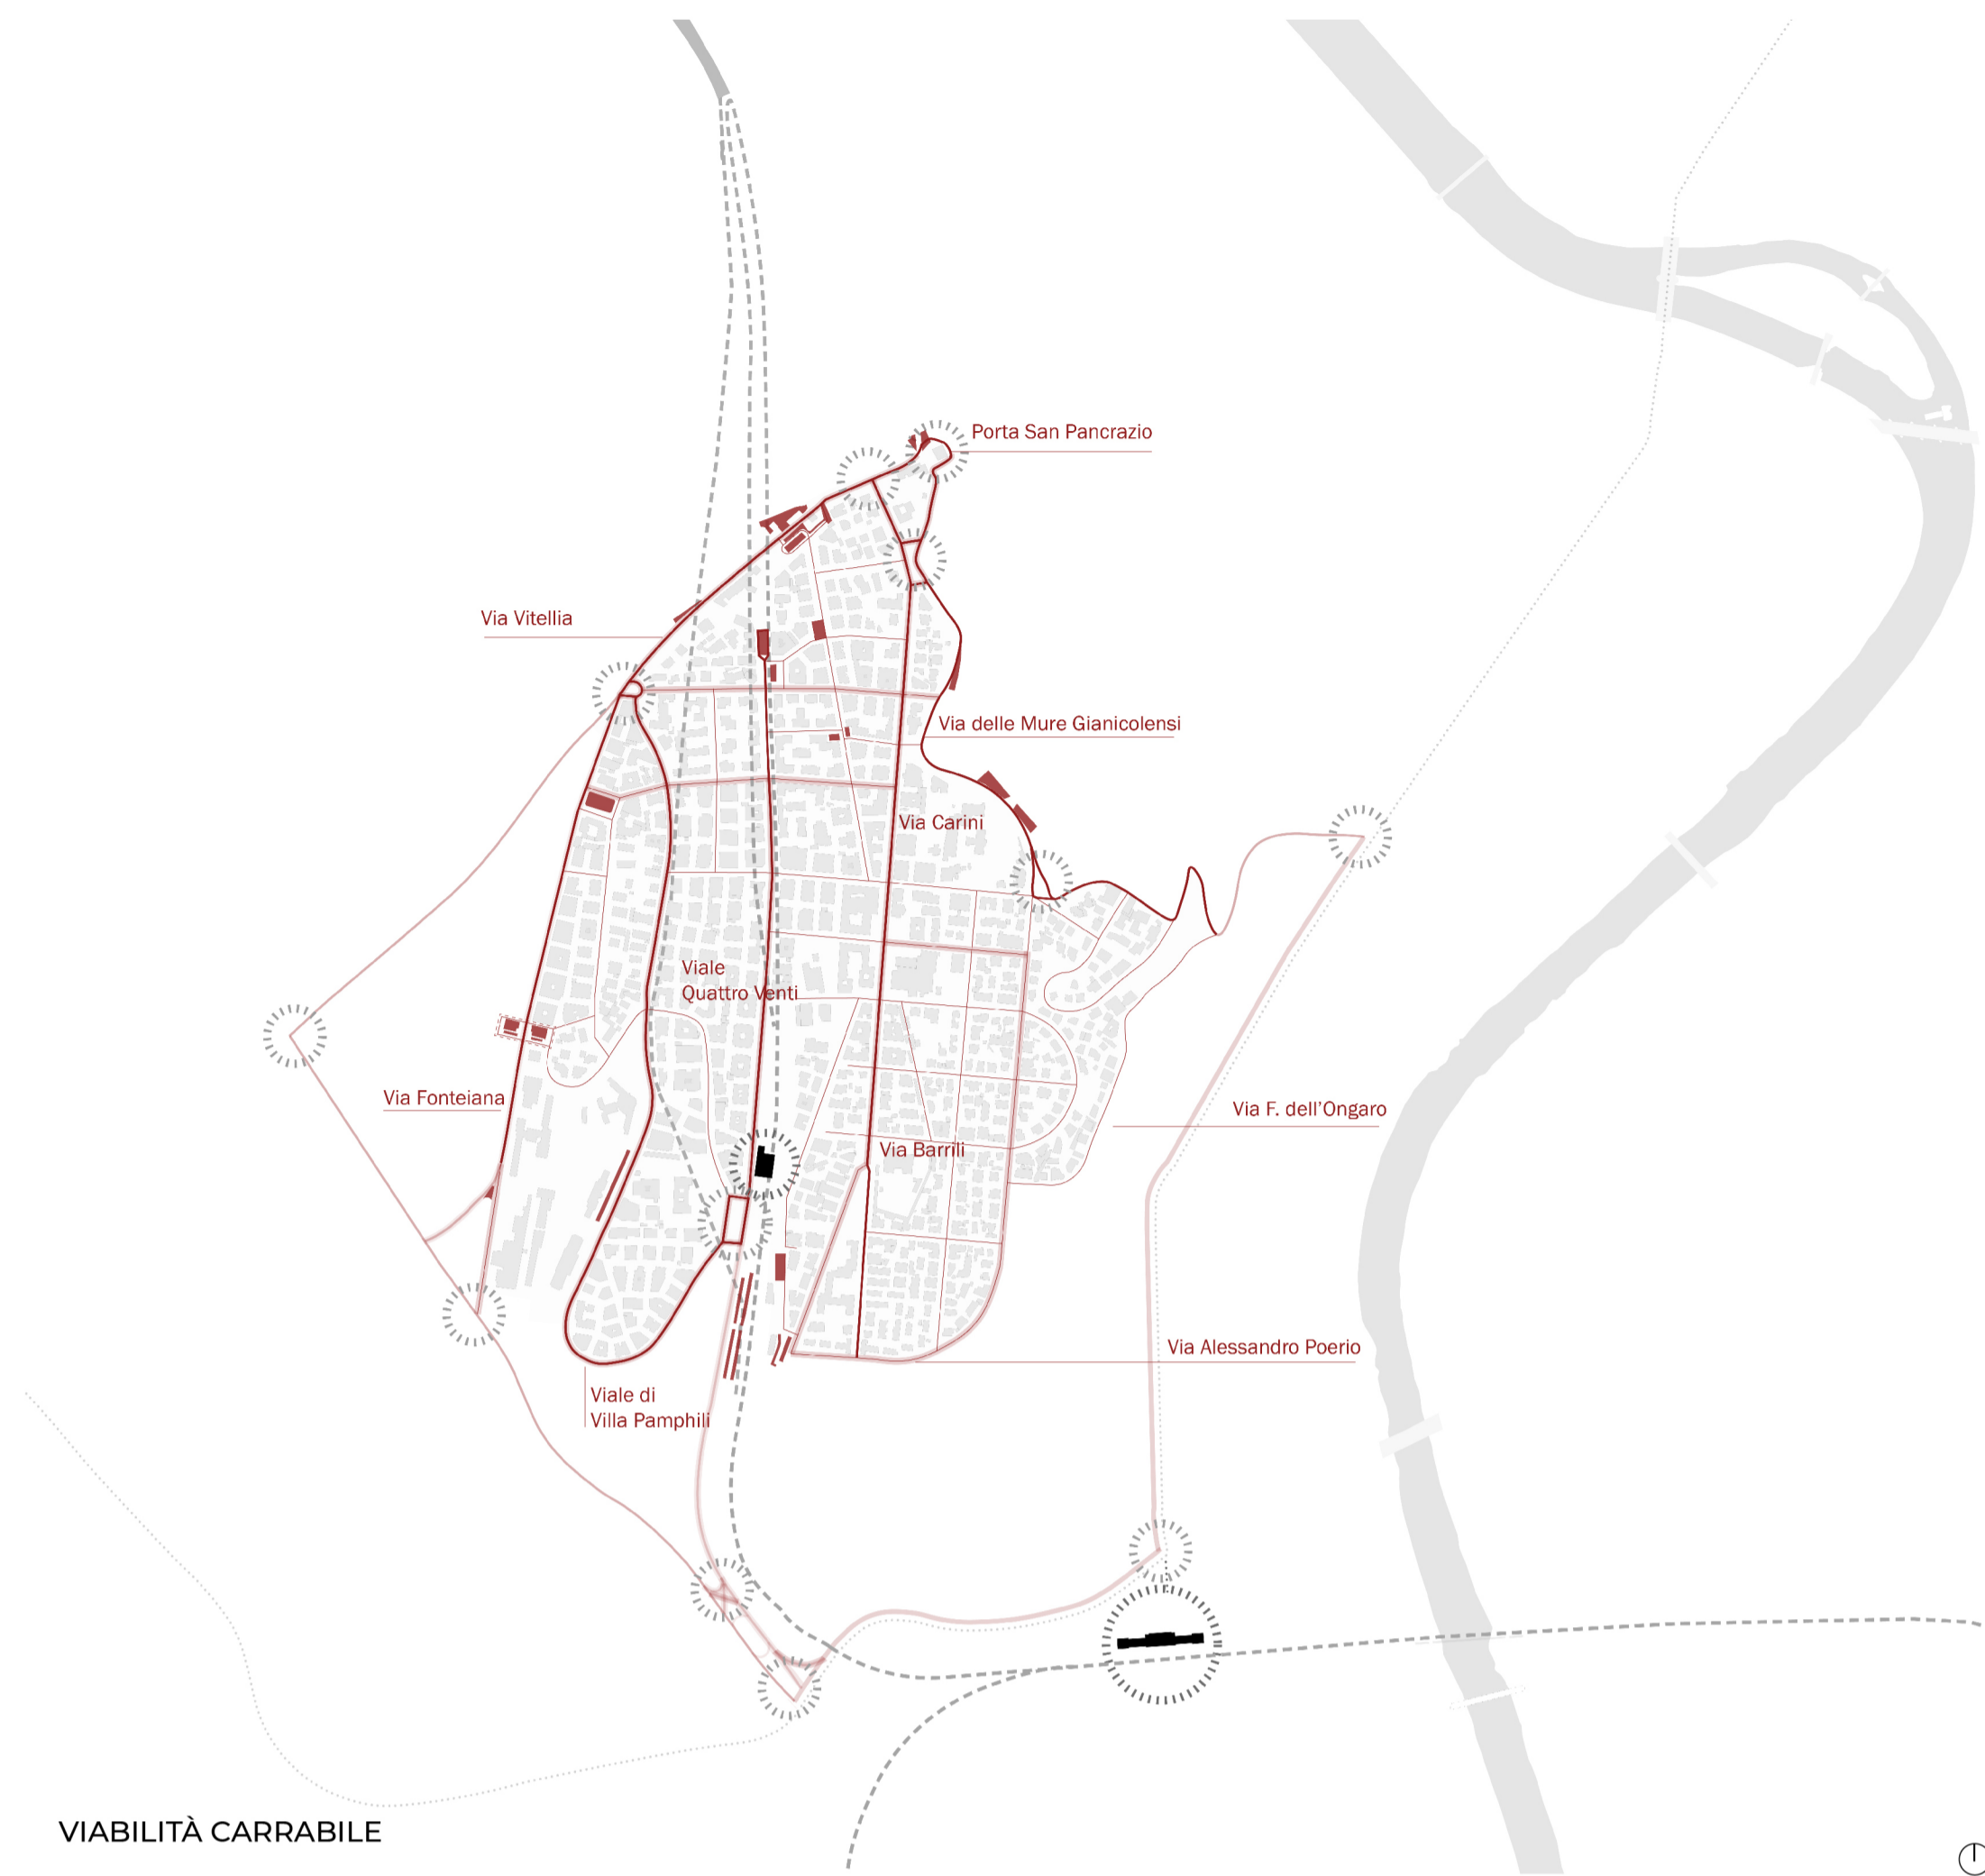 Porta San Pancrazio
Via Vitellia
Via delle Mure Gianicolensi
Via Carini
Viale
Quattro Venti
Via Fonteiana
Via F. dell'Ongaro
Via Barrili
Via Alessandro Poerio
Viale di
Villa Pamphili
VIABILITÀ CARRABILE